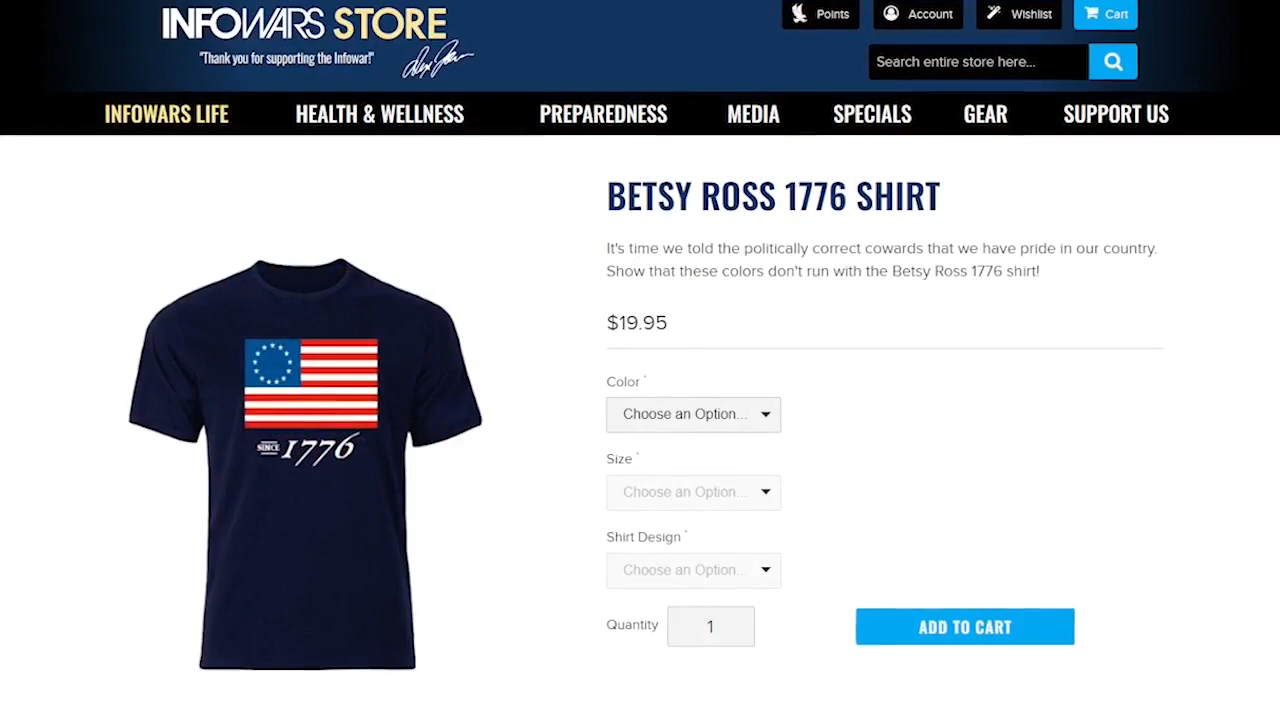 INFOWARS STORE
"Thank you for supporting the Infowar!"
Alex Jones
Points
Account
Wishlist
Cart
Search entire store here...
INFOWARS LIFE
HEALTH & WELLNESS
PREPAREDNESS
MEDIA
SPECIALS
GEAR
SUPPORT US
BETSY ROSS 1776 SHIRT
It's time we told the politically correct cowards that we have pride in our country.
Show that these colors don't run with the Betsy Ross 1776 shirt!
$19.95
Color *
Choose an Option...
Size *
Choose an Option...
Shirt Design *
Choose an Option...
Quantity
1
ADD TO CART
SINCE 1776